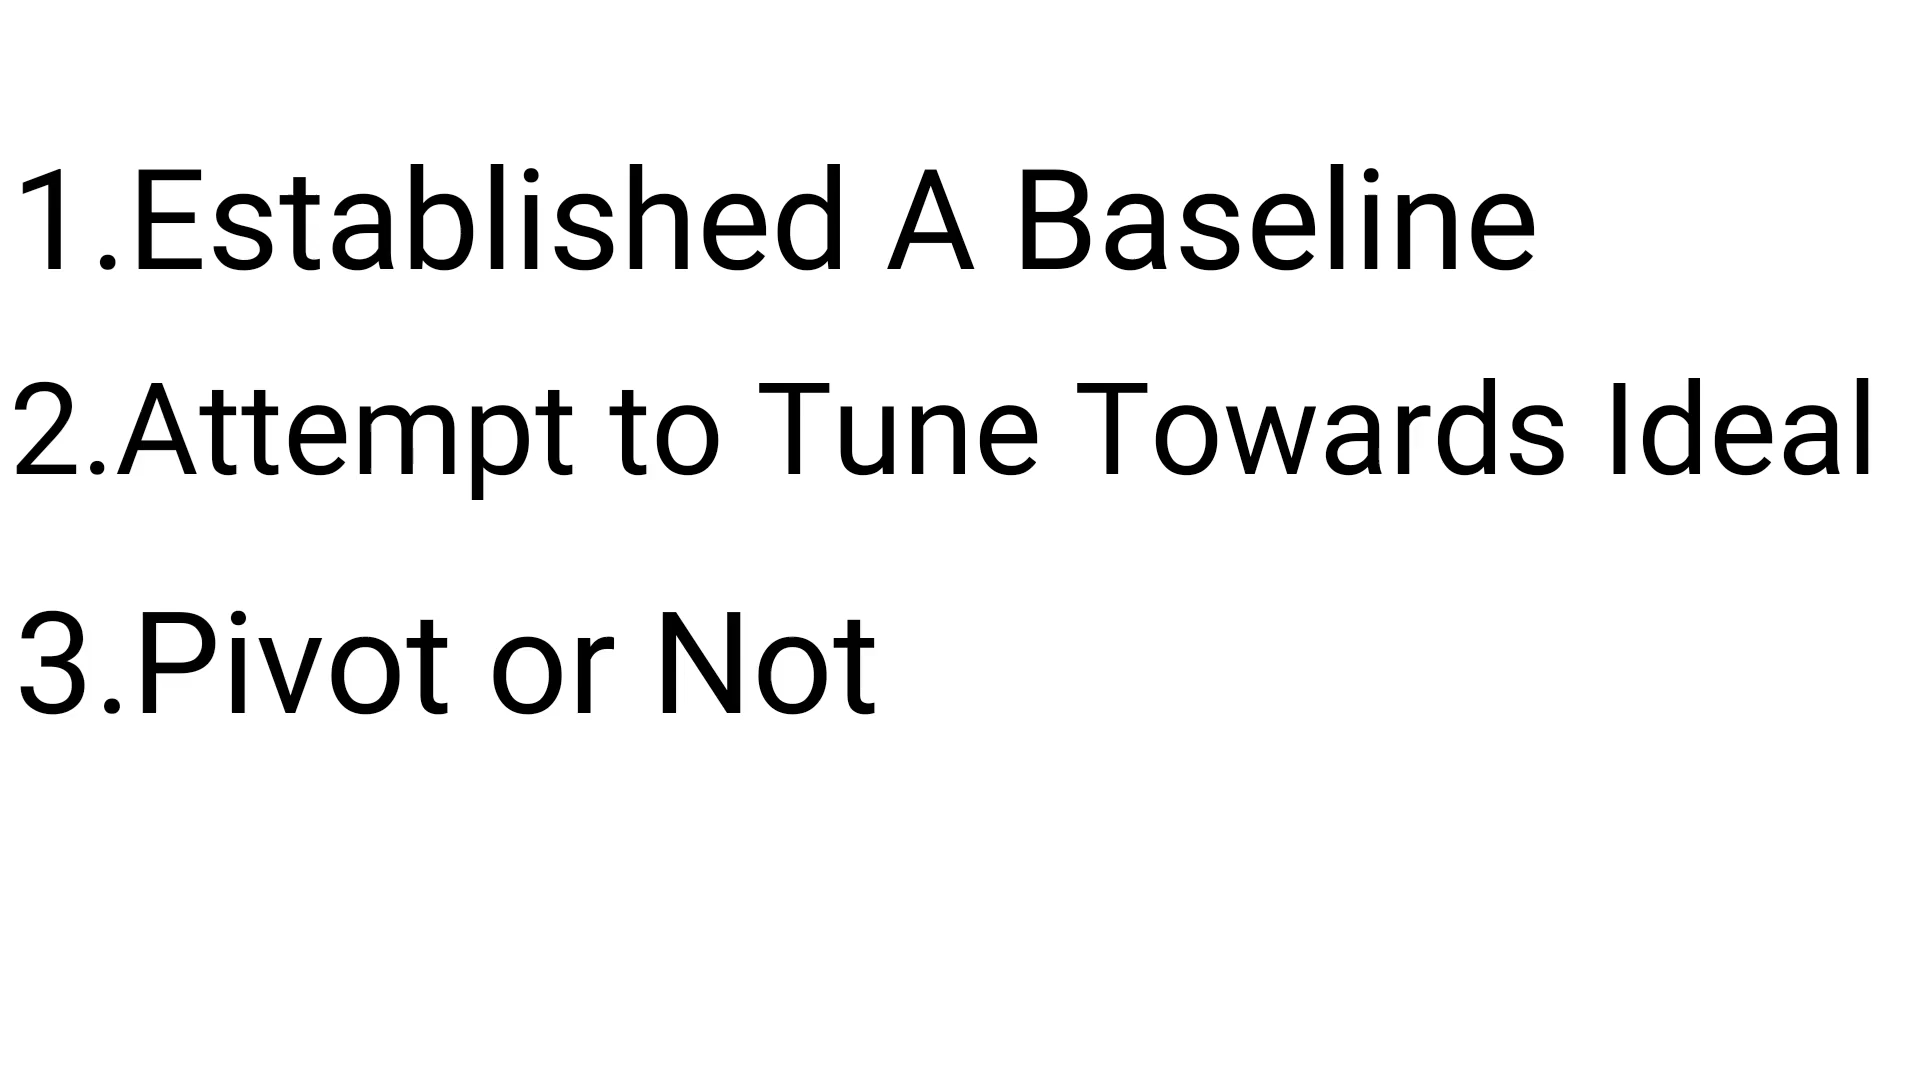 1.Established A Baseline
2.Attempt to Tune Towards Ideal
3.Pivot or Not